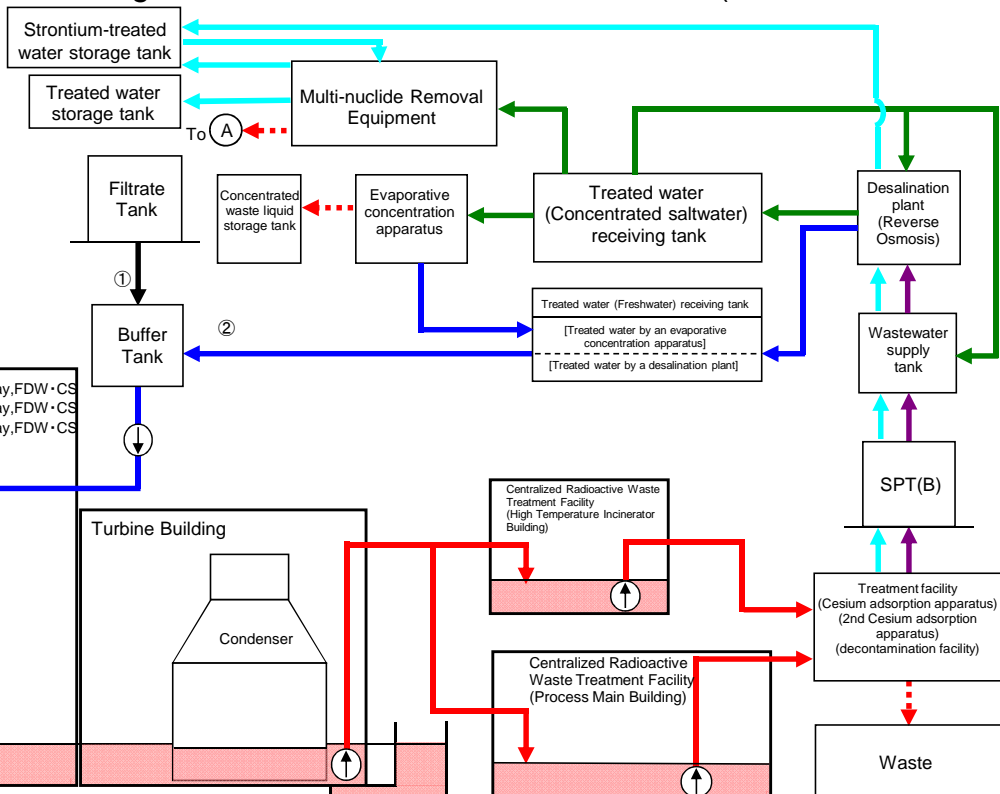 Strontium-treated
water storage tank
Treated water
storage tank
Multi-nuclide Removal
Equipment
To A
Filtrate
Tank
Concentrated
waste liquid
storage tank
Evaporative
concentration
apparatus
Treated water
(Concentrated saltwater)
receiving tank
Desalination
plant
(Reverse
Osmosis)
①
②
Buffer
Tank
Treated water (Freshwater) receiving tank
[Treated water by an evaporative
concentration apparatus]
[Treated water by a desalination plant]
Wastewater
supply
tank
ay,FDW・CS
ay,FDW・CS
ay,FDW・CS
SPT(B)
Turbine Building
Condenser
Centralized Radioactive Waste
Treatment Facility
(High Temperature Incinerator
Building)
Treatment facility
(Cesium adsorption apparatus)
(2nd Cesium adsorption
apparatus)
(decontamination facility)
Centralized Radioactive
Waste Treatment Facility
(Process Main Building)
Waste